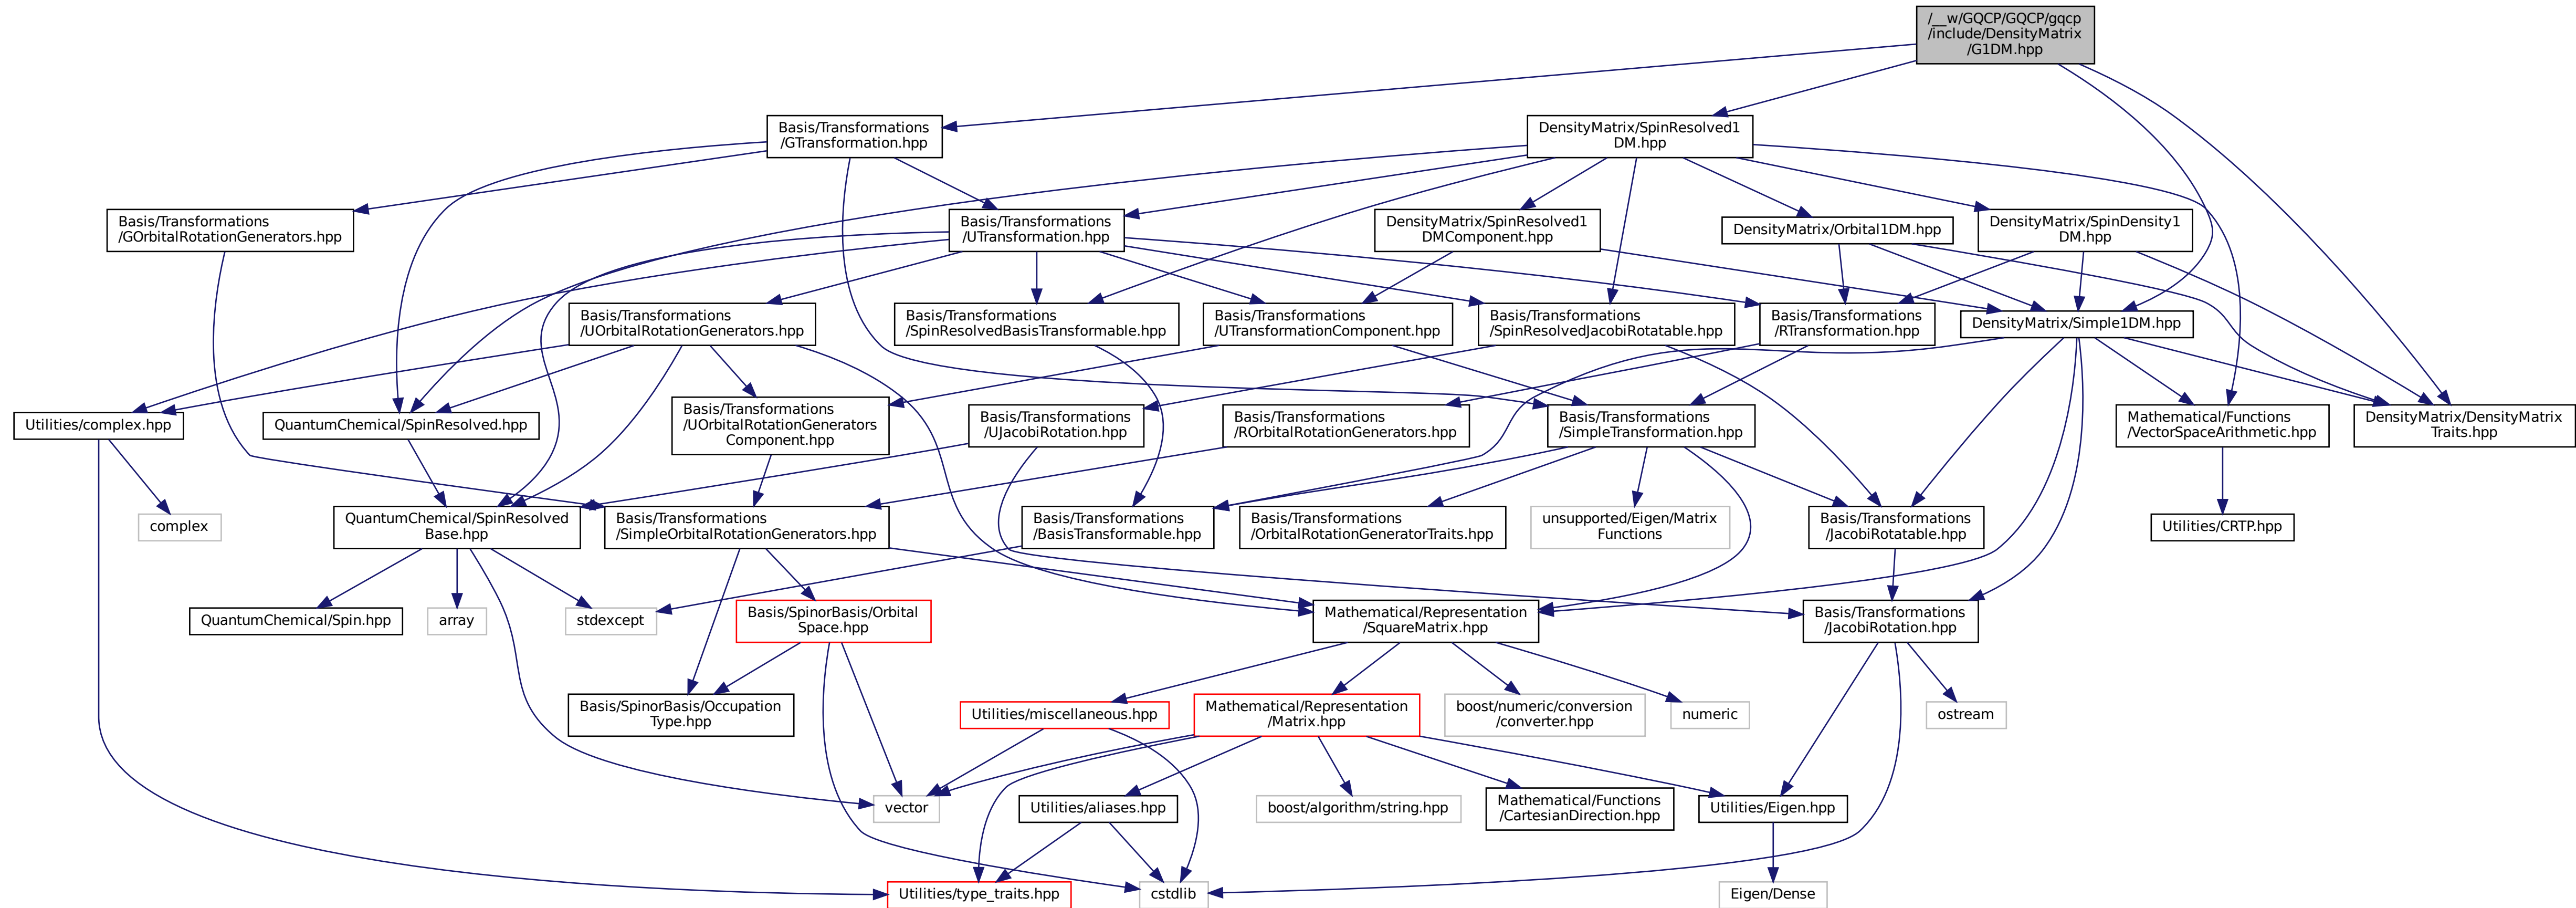 /__w/GQCP/GQCP/gqcp
/include/DensityMatrix
/G1DM.hpp
Basis/Transformations
/GTransformation.hpp
DensityMatrix/SpinResolved1
DM.hpp
Basis/Transformations
/GOrbitalRotationGenerators.hpp
Basis/Transformations
/UTransformation.hpp
DensityMatrix/SpinResolved1
DMComponent.hpp
DensityMatrix/Orbital1DM.hpp
DensityMatrix/SpinDensity1
DM.hpp
Basis/Transformations
/UOrbitalRotationGenerators.hpp
Basis/Transformations
/SpinResolvedBasisTransformable.hpp
Basis/Transformations
/UTransformationComponent.hpp
Basis/Transformations
/SpinResolvedJacobiRotatable.hpp
Basis/Transformations
/RTransformation.hpp
DensityMatrix/Simple1DM.hpp
Utilities/complex.hpp
QuantumChemical/SpinResolved.hpp
Basis/Transformations
/UOrbitalRotationGenerators
Component.hpp
Basis/Transformations
/UJacobiRotation.hpp
Basis/Transformations
/ROrbitalRotationGenerators.hpp
Basis/Transformations
/SimpleTransformation.hpp
Mathematical/Functions
/VectorSpaceArithmetic.hpp
DensityMatrix/DensityMatrix
Traits.hpp
complex
QuantumChemical/SpinResolved
Base.hpp
Basis/Transformations
/SimpleOrbitalRotationGenerators.hpp
Basis/Transformations
/BasisTransformable.hpp
Basis/Transformations
/OrbitalRotationGeneratorTraits.hpp
unsupported/Eigen/Matrix
Functions
Basis/Transformations
/JacobiRotatable.hpp
Utilities/CRTP.hpp
QuantumChemical/Spin.hpp
array
stdexcept
Basis/SpinorBasis/Orbital
Space.hpp
Mathematical/Representation
/SquareMatrix.hpp
Basis/Transformations
/JacobiRotation.hpp
Basis/SpinorBasis/Occupation
Type.hpp
Utilities/miscellaneous.hpp
Mathematical/Representation
/Matrix.hpp
boost/numeric/conversion
/converter.hpp
numeric
ostream
vector
Utilities/aliases.hpp
boost/algorithm/string.hpp
Mathematical/Functions
/CartesianDirection.hpp
Utilities/Eigen.hpp
Utilities/type_traits.hpp
cstdlib
Eigen/Dense